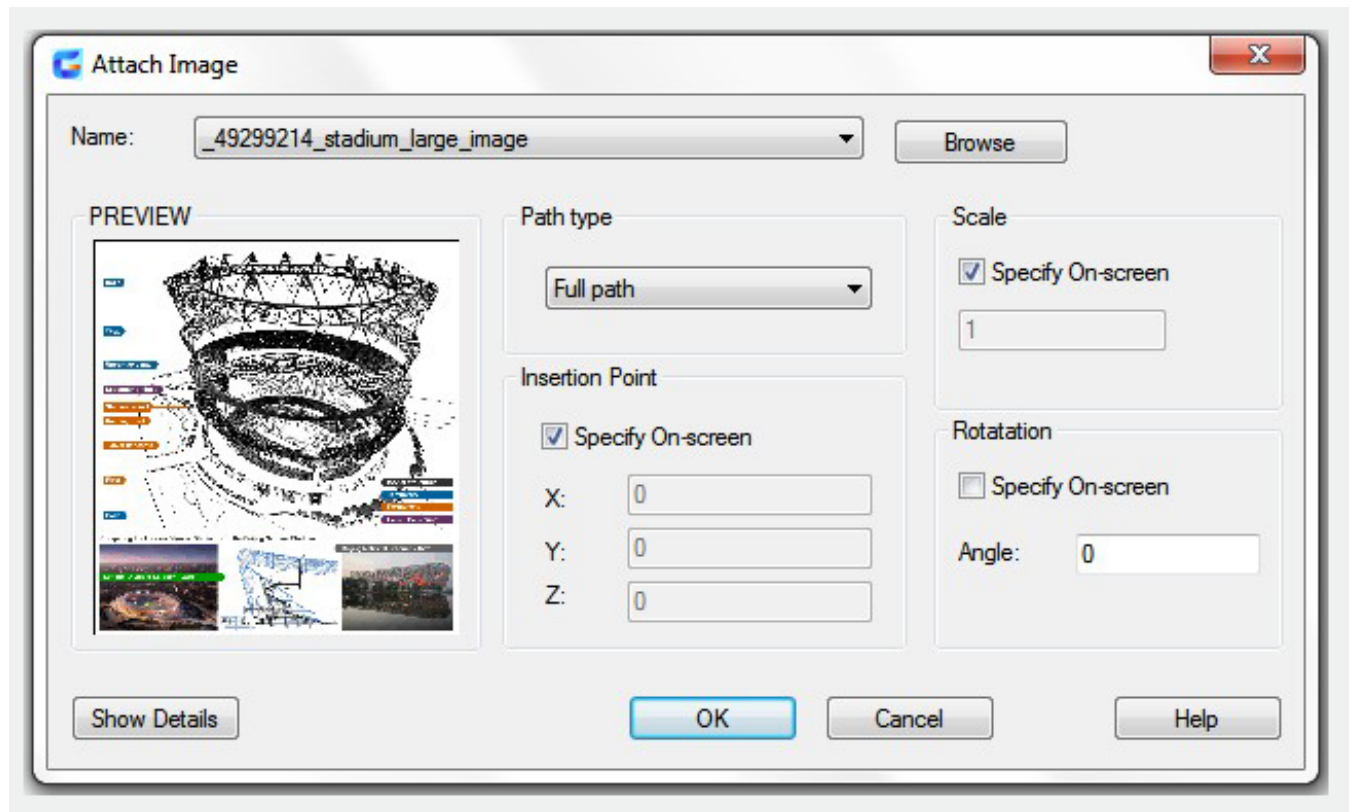 Attach Image
Name:
_49299214_stadium_large_image
Browse
PREVIEW
Path type
Full path
Scale
Specify On-screen
1
Insertion Point
Specify On-screen
X:
0
Y:
0
Z:
0
Rotatation
Specify On-screen
Angle:
0
Show Details
OK
Cancel
Help